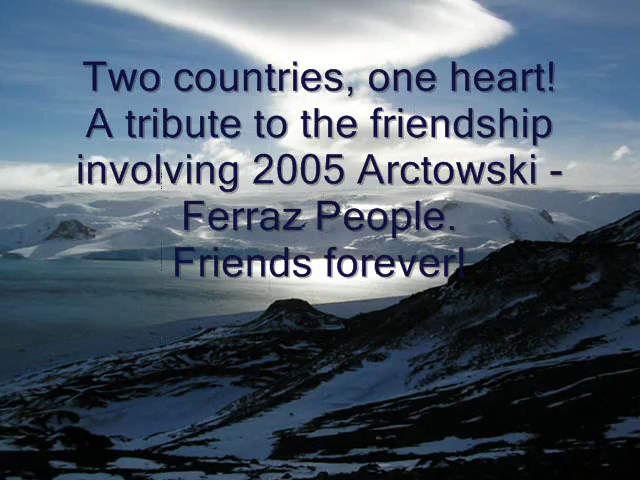 Two countries, one heart!
A tribute to the friendship
involving 2005 Arctowski -
Ferraz People.
Friends forever!